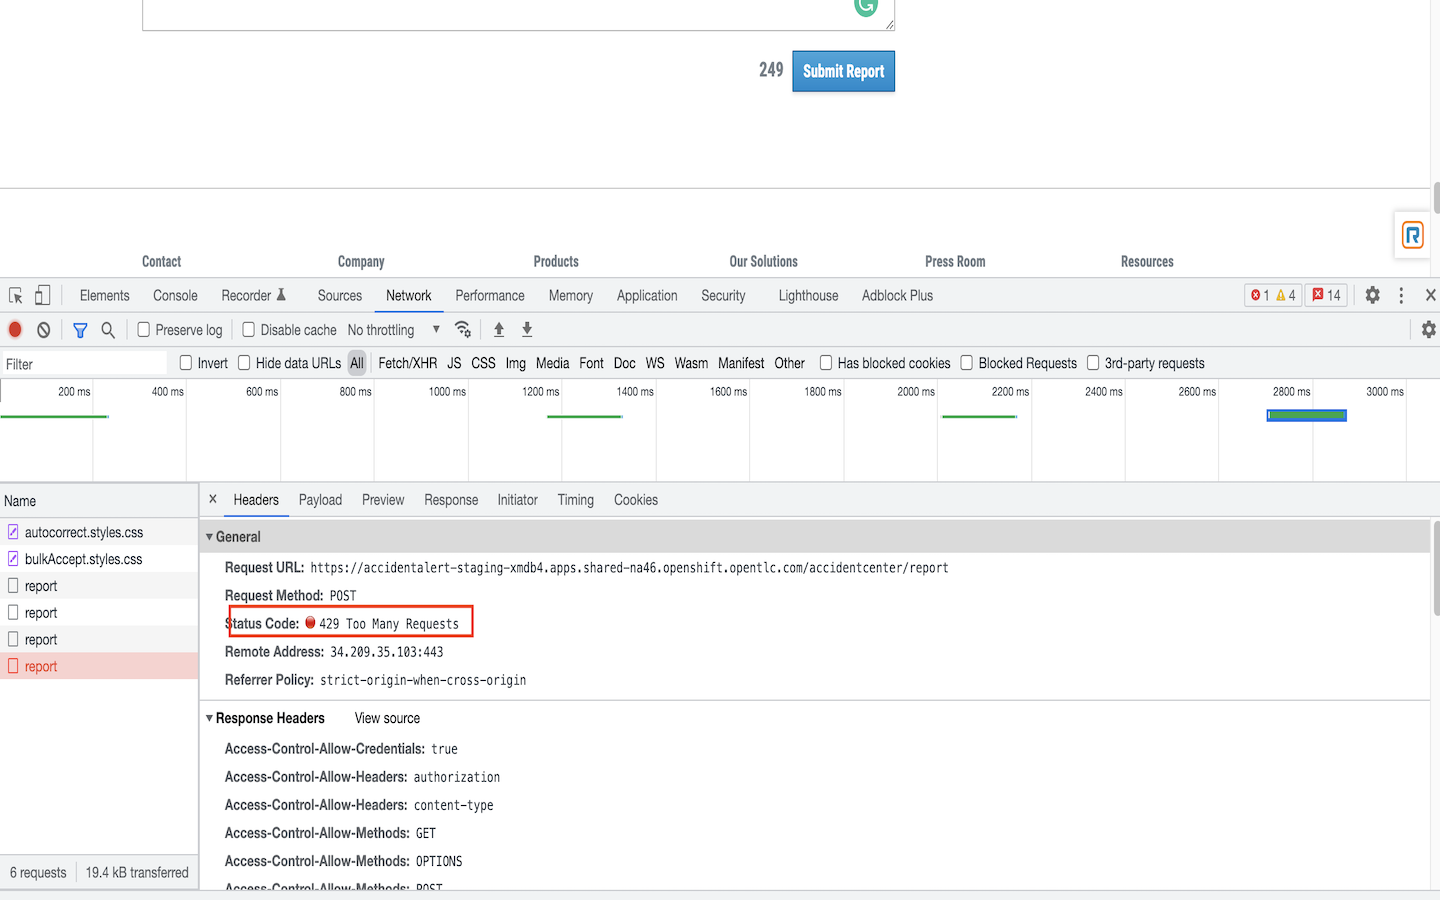 249 Submit Report
Contact Company Products Our Solutions Press Room Resources
Elements Console Recorder Sources Network Performance Memory Application Security Lighthouse Adblock Plus 1 4 14
Preserve log Disable cache No throttling
Filter Invert Hide data URLs All Fetch/XHR JS CSS Img Media Font Doc WS Wasm Manifest Other Has blocked cookies Blocked Requests 3rd-party requests
200 ms 400 ms 600 ms 800 ms 1000 ms 1200 ms 1400 ms 1600 ms 1800 ms 2000 ms 2200 ms 2400 ms 2600 ms 2800 ms 3000 ms
Name
autocorrect.styles.css
bulkAccept.styles.css
report
report
report
report
6 requests 19.4 kB transferred
Headers Payload Preview Response Initiator Timing Cookies
General
Request URL: https://accidentalert-staging-xmdb4.apps.shared-na46.openshift.opentlc.com/accidentcenter/report
Request Method: POST
Status Code: 429 Too Many Requests
Remote Address: 34.209.35.103:443
Referrer Policy: strict-origin-when-cross-origin
Response Headers View source
Access-Control-Allow-Credentials: true
Access-Control-Allow-Headers: authorization
Access-Control-Allow-Headers: content-type
Access-Control-Allow-Methods: GET
Access-Control-Allow-Methods: OPTIONS
Access-Control-Allow-Methods: POST